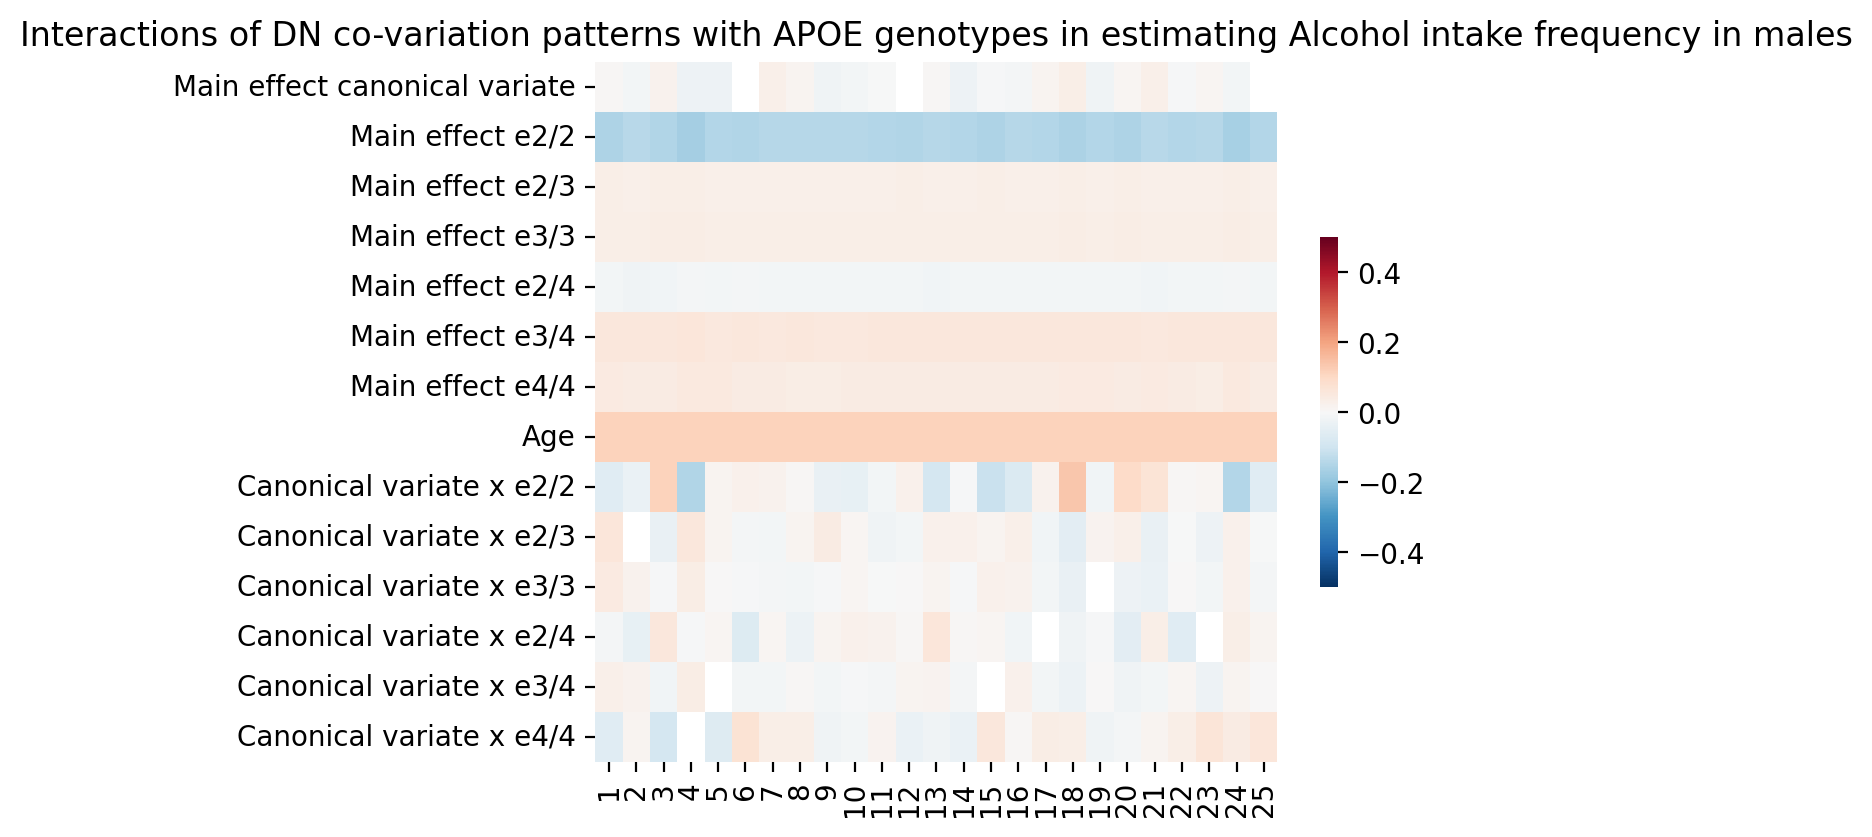 Interactions of DN co-variation patterns with APOE genotypes in estimating Alcohol intake frequency in males
Main effect canonical variate
Main effect e2/2
Main effect e2/3
Main effect e3/3
Main effect e2/4
Main effect e3/4
Main effect e4/4
Age
Canonical variate x e2/2
Canonical variate x e2/3
Canonical variate x e3/3
Canonical variate x e2/4
Canonical variate x e3/4
Canonical variate x e4/4
1 2 3 4 5 6 7 8 9 10 11 12 13 14 15 16 17 18 19 20 21 22 23 24 25
0.4
0.2
0.0
−0.2
−0.4